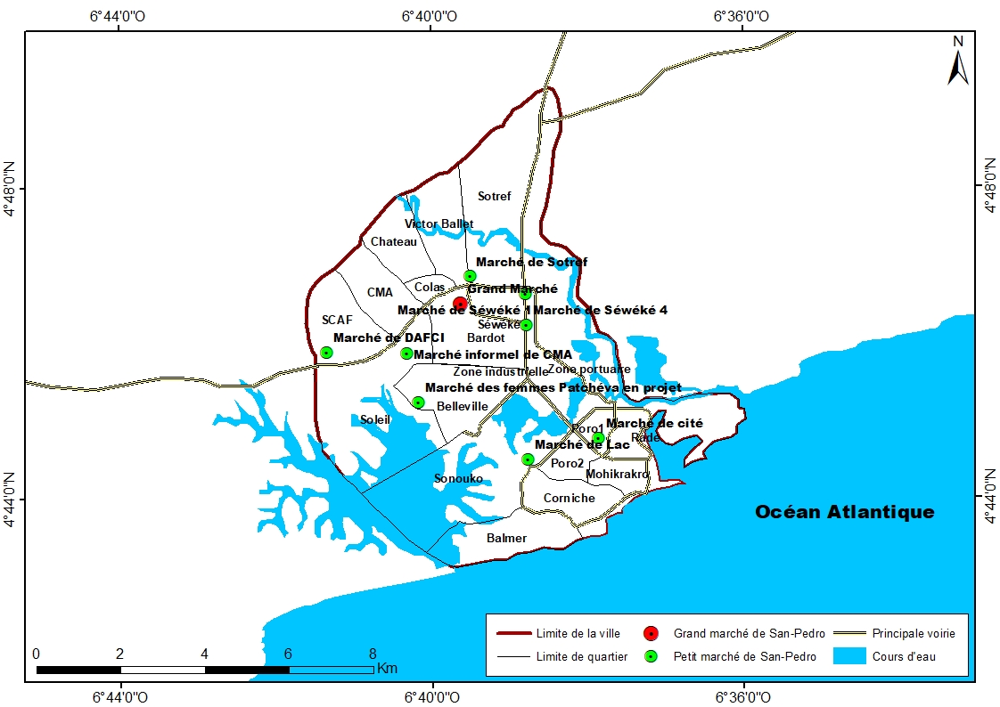 6°44'0"O 6°40'0"O 6°36'0"O
N
4°48'0"N 4°48'0"N
Sotref
Victor Ballet
Chateau
Marché de Sotref
Colas Grand Marché
CMA
Marché de Séwéké 1 Marché de Séwéké 4
SCAF Séwéké
Marché de DAFCI Bardot
Marché informel de CMA
Zone industrielle Zone portuaire
Marché des femmes Patchéva en projet
Belleville
Soleil Marché de cité
Poro1 Rade
Marché de Lac
Poro2
Mohikrakro
Sonouko
Corniche
4°44'0"N 4°44'0"N
Océan Atlantique
Balmer
Limite de la ville Grand marché de San-Pedro Principale voirie
Limite de quartier Petit marché de San-Pedro Cours d'eau
0 2 4 6 8
Km
6°44'0"O 6°40'0"O 6°36'0"O